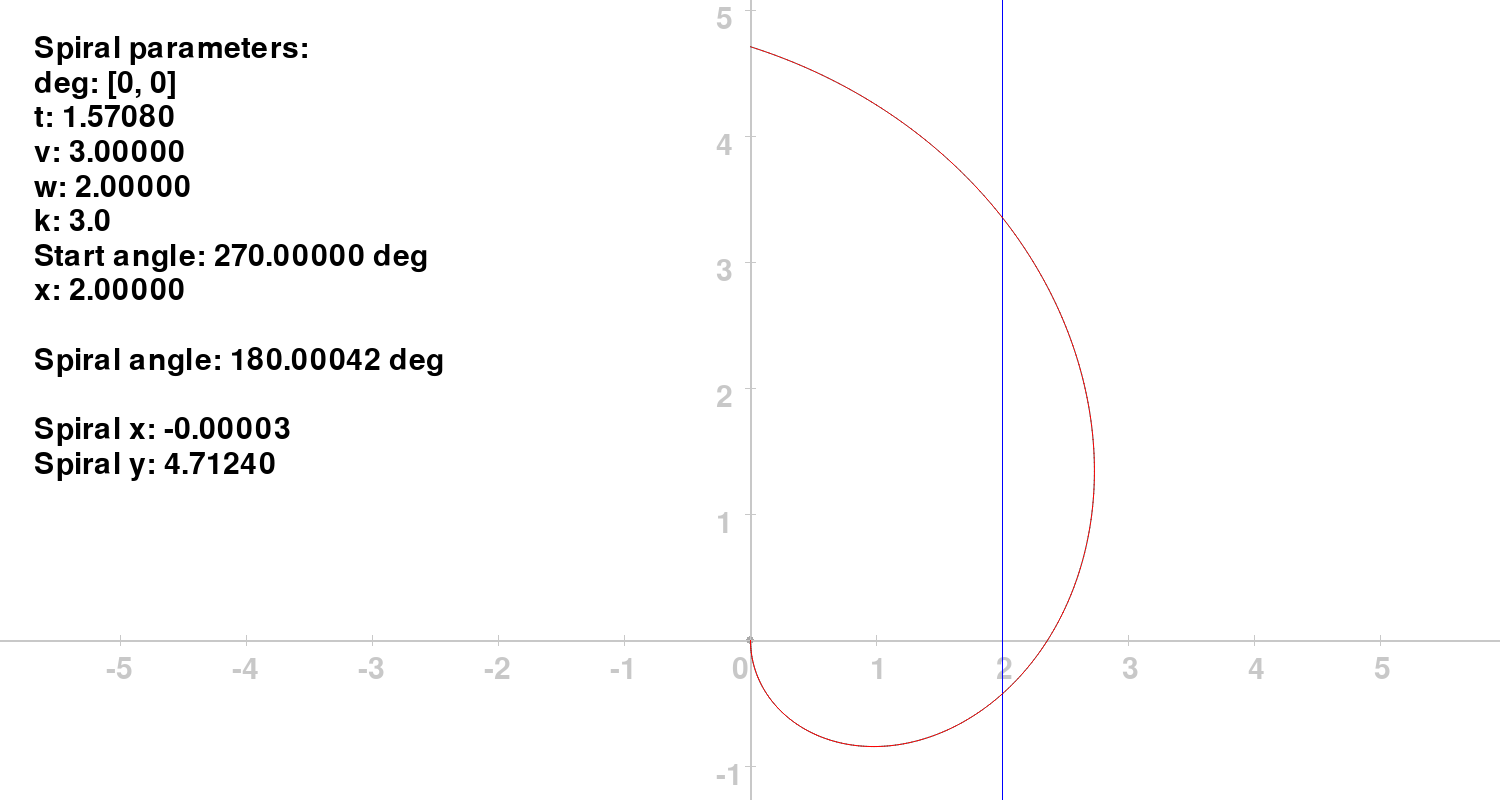 Spiral parameters:
deg: [0, 0]
t: 1.57080
v: 3.00000
w: 2.00000
k: 3.0
Start angle: 270.00000 deg
x: 2.00000
Spiral angle: 180.00042 deg
Spiral x: -0.00003
Spiral y: 4.71240
5
4
3
2
1
-5 -4 -3 -2 -1 0 1 2 3 4 5
-1